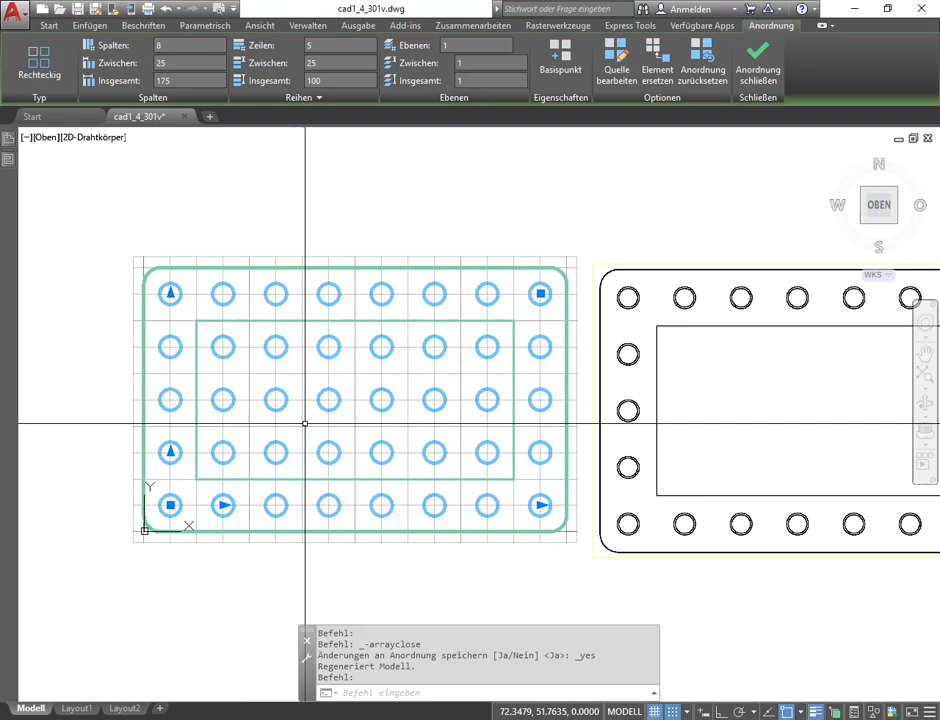 cad1_4_301v.dwg
Stichwort oder Frage eingeben
Anmelden
Start Einfügen Beschriften Parametrisch Ansicht Verwalten Ausgabe Add-ins Zusammenarbeiten Rasterwerkzeuge Express Tools Verfügbare Apps Anordnung
Spalten: 8
Zwischen: 25
Insgesamt: 175
Zeilen: 5
Zwischen: 25
Insgesamt: 100
Ebenen: 1
Zwischen: 1
Insgesamt: 1
Rechteckig
Basispunkt
Quelle bearbeiten
Element ersetzen
Anordnung zurücksetzen
Anordnung schließen
Typ Spalten Reihen Ebenen Eigenschaften Optionen Schließen
Start cad1_4_301v*
[−][Oben][2D-Drahtkörper]
N
W OBEN O
S
WKS
Y
X
Befehl:
Befehl: _-arrayclose
Änderungen an Anordnung speichern [Ja/Nein] <Ja>: _yes
Regeneriert Modell.
Befehl:
Befehl eingeben
Modell Layout1 Layout2
72.3479, 51.7635, 0.0000 MODELL